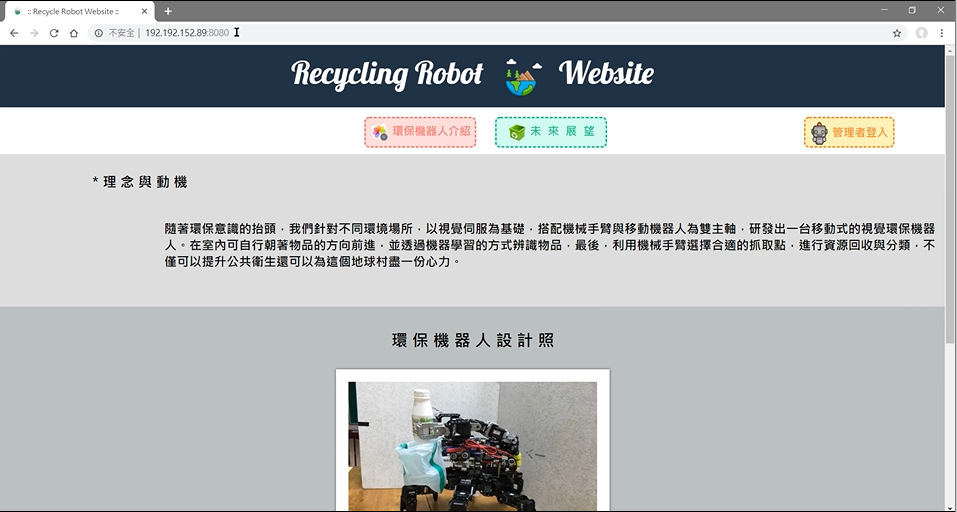 :: Recycle Robot Website ::
不安全 | 192.192.152.89:8080
Recycling Robot Website
環保機器人介紹 未來展望 管理者登入
*理念與動機
隨著環保意識的抬頭，我們針對不同環境場所，以視覺伺服為基礎，搭配機械手臂與移動機器人為雙主軸，研發出一台移動式的視覺環保機器
人。在室內可自行朝著物品的方向前進，並透過機器學習的方式辨識物品，最後，利用機械手臂選擇合適的抓取點，進行資源回收與分類，不
僅可以提升公共衛生還可以為這個地球村盡一份心力。
環保機器人設計照